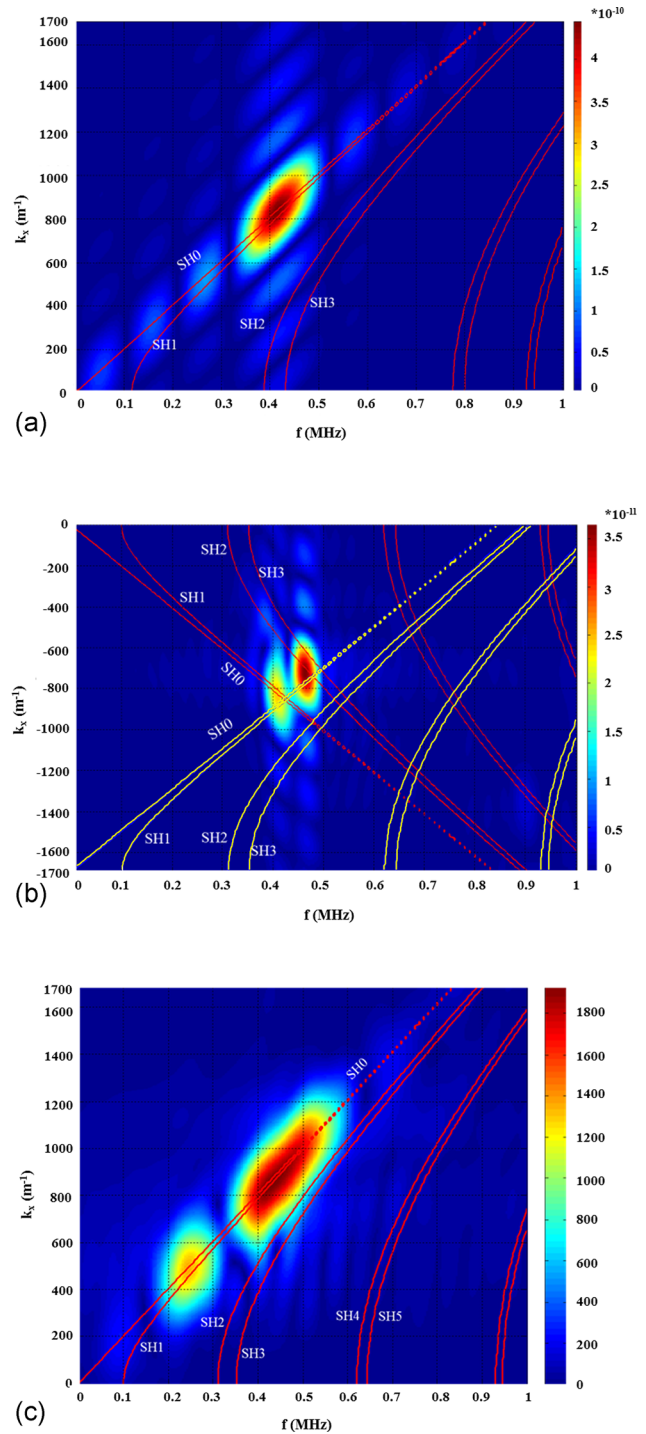 *10⁻¹⁰
1700
1600
1400
1200
1000
800
600
400
200
0
kₓ (m⁻¹)
SH0
SH1
SH2
SH3
4
3.5
3
2.5
2
1.5
1
0.5
0
0 0.1 0.2 0.3 0.4 0.5 0.6 0.7 0.8 0.9 1
f (MHz)
(a)
*10⁻¹¹
0
-200
-400
-600
-800
-1000
-1200
-1400
-1600
-1700
kₓ (m⁻¹)
SH2
SH3
SH1
SH0
SH0
SH1
SH2
SH3
3.5
3
2.5
2
1.5
1
0.5
0
0 0.1 0.2 0.3 0.4 0.5 0.6 0.7 0.8 0.9 1
f (MHz)
(b)
1700
1600
1400
1200
1000
800
600
400
200
0
kₓ (m⁻¹)
SH0
SH1
SH2
SH3
SH4
SH5
1800
1600
1400
1200
1000
800
600
400
200
0
0 0.1 0.2 0.3 0.4 0.5 0.6 0.7 0.8 0.9 1
f (MHz)
(c)